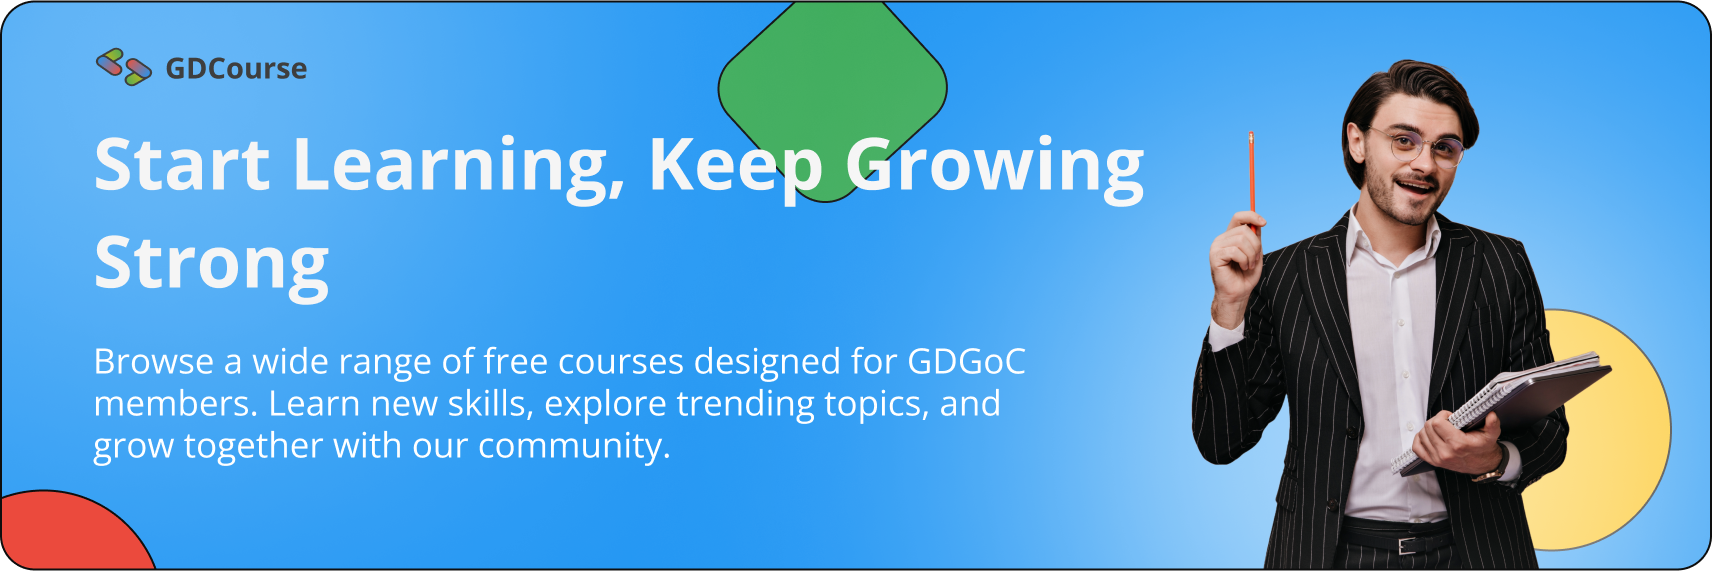 GDCourse
Start Learning, Keep Growing
Strong
Browse a wide range of free courses designed for GDGoC
members. Learn new skills, explore trending topics, and
grow together with our community.